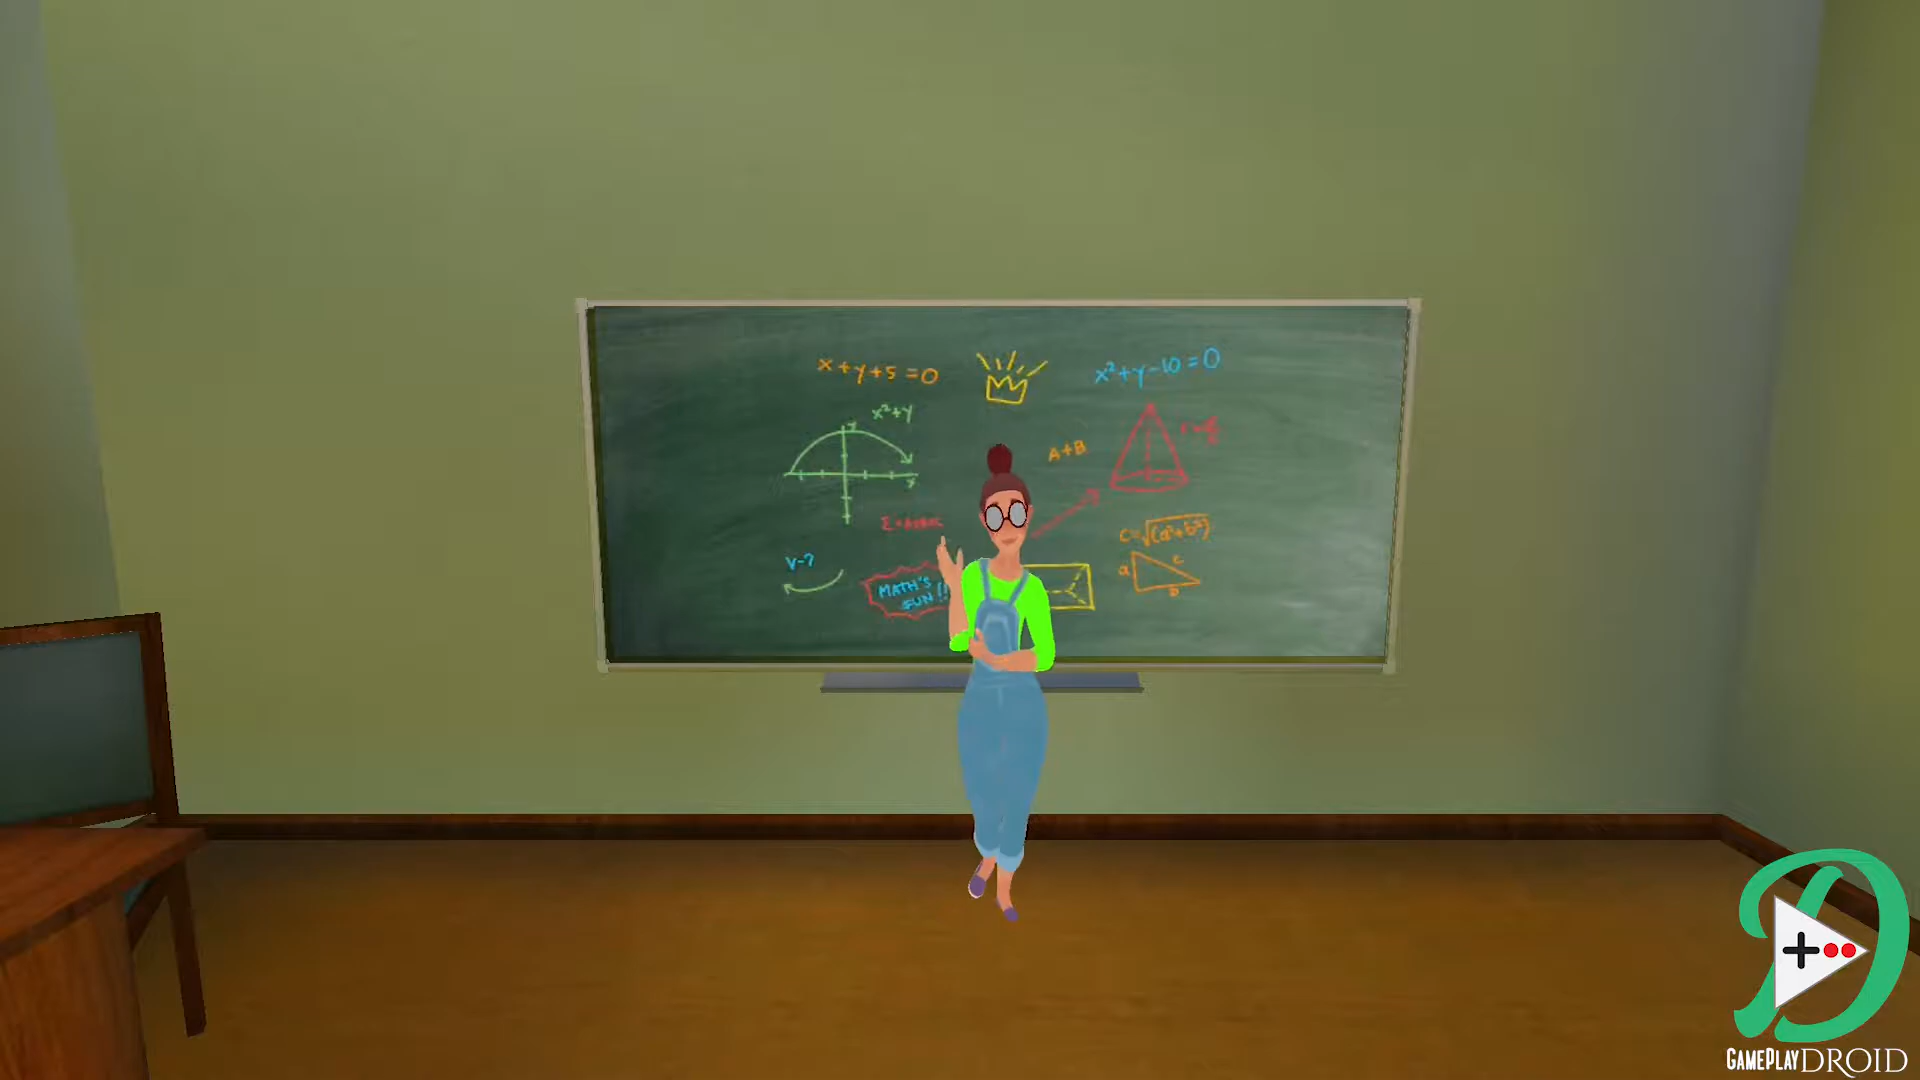 x+y+5=0
x²+y-10=0
x²+y
y
A+B
V-?
MATH'S
FUN!!
C=√(a²+b²)
a
c
b
GAMEPLAYDROID